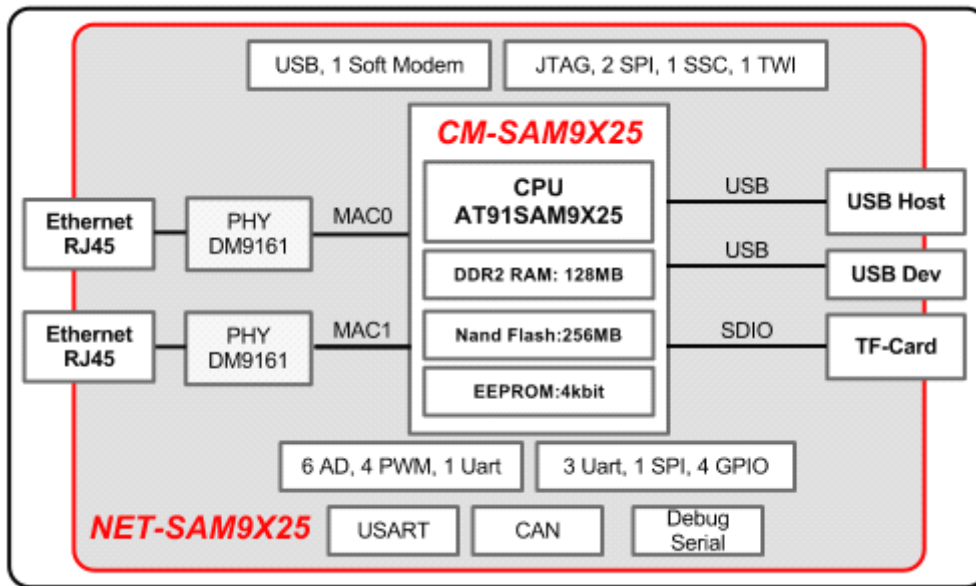 USB, 1 Soft Modem
JTAG, 2 SPI, 1 SSC, 1 TWI
CM-SAM9X25
CPU
AT91SAM9X25
DDR2 RAM: 128MB
Nand Flash:256MB
EEPROM:4kbit
Ethernet
RJ45
PHY
DM9161
MAC0
Ethernet
RJ45
PHY
DM9161
MAC1
USB
USB Host
USB
USB Dev
SDIO
TF-Card
6 AD, 4 PWM, 1 Uart
3 Uart, 1 SPI, 4 GPIO
NET-SAM9X25
USART
CAN
Debug
Serial